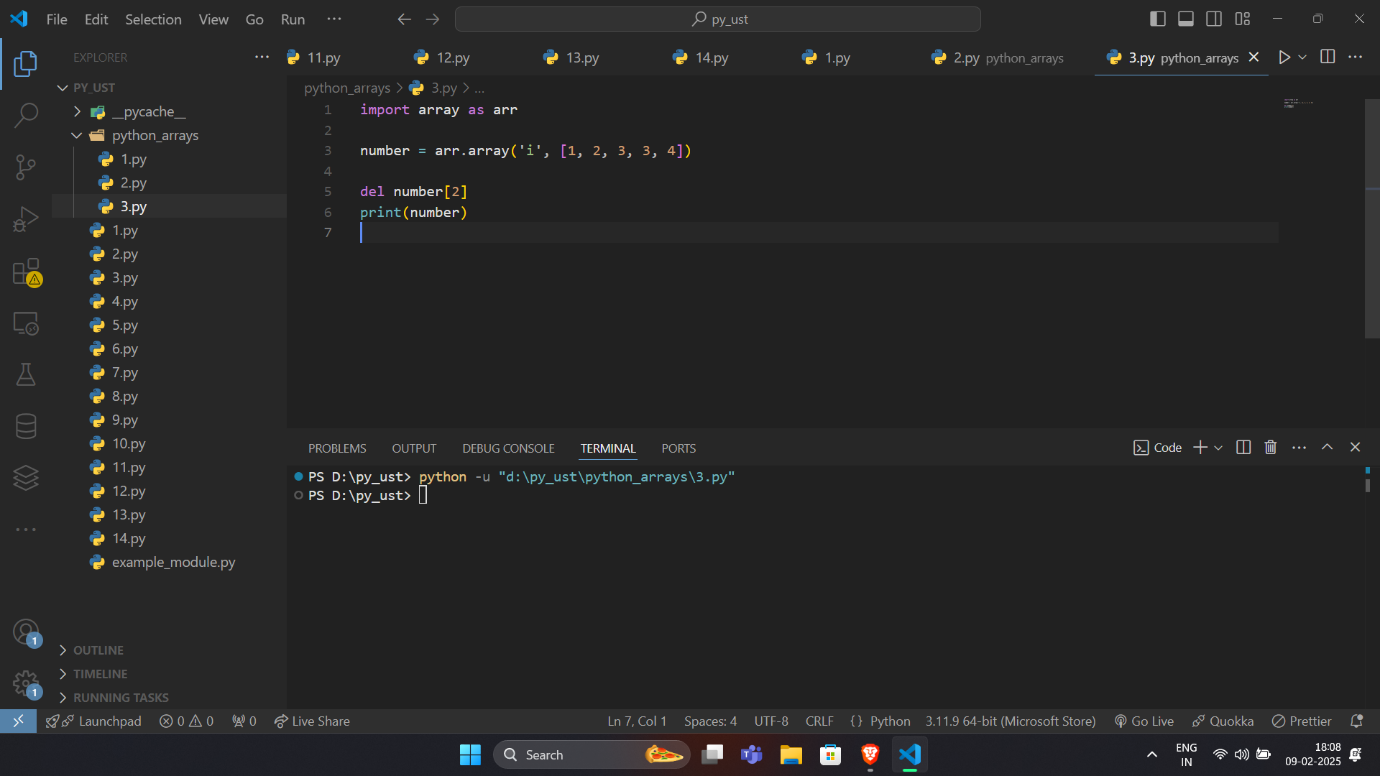 File Edit Selection View Go Run ··· py_ust
EXPLORER ···
11.py 12.py 13.py 14.py 1.py 2.py python_arrays 3.py python_arrays ···
PY_UST
__pycache__
python_arrays
1.py
2.py
3.py
1.py
2.py
3.py
4.py
5.py
6.py
7.py
8.py
9.py
10.py
11.py
12.py
13.py
14.py
example_module.py
OUTLINE
TIMELINE
RUNNING TASKS
1
1
python_arrays > 3.py > ...
1 import array as arr
2
3 number = arr.array('i', [1, 2, 3, 3, 4])
4
5 del number[2]
6 print(number)
7
PROBLEMS OUTPUT DEBUG CONSOLE TERMINAL PORTS Code
PS D:\py_ust> python -u "d:\py_ust\python_arrays\3.py"
PS D:\py_ust>
Launchpad 0 0 0 Live Share Ln 7, Col 1 Spaces: 4 UTF-8 CRLF {} Python 3.11.9 64-bit (Microsoft Store) Go Live Quokka Prettier
Search ENG 18:08
IN 09-02-2025